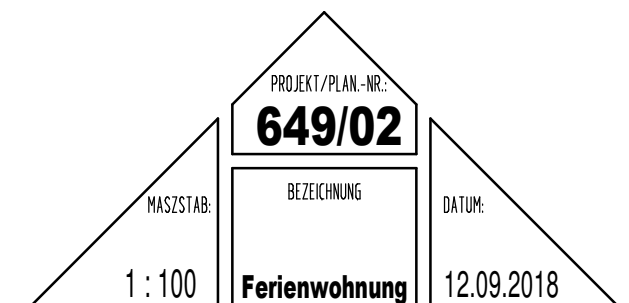 PROJEKT/PLAN.-NR.:
649/02
MASZSTAB:
1 : 100
BEZEICHNUNG
Ferienwohnung
DATUM:
12.09.2018